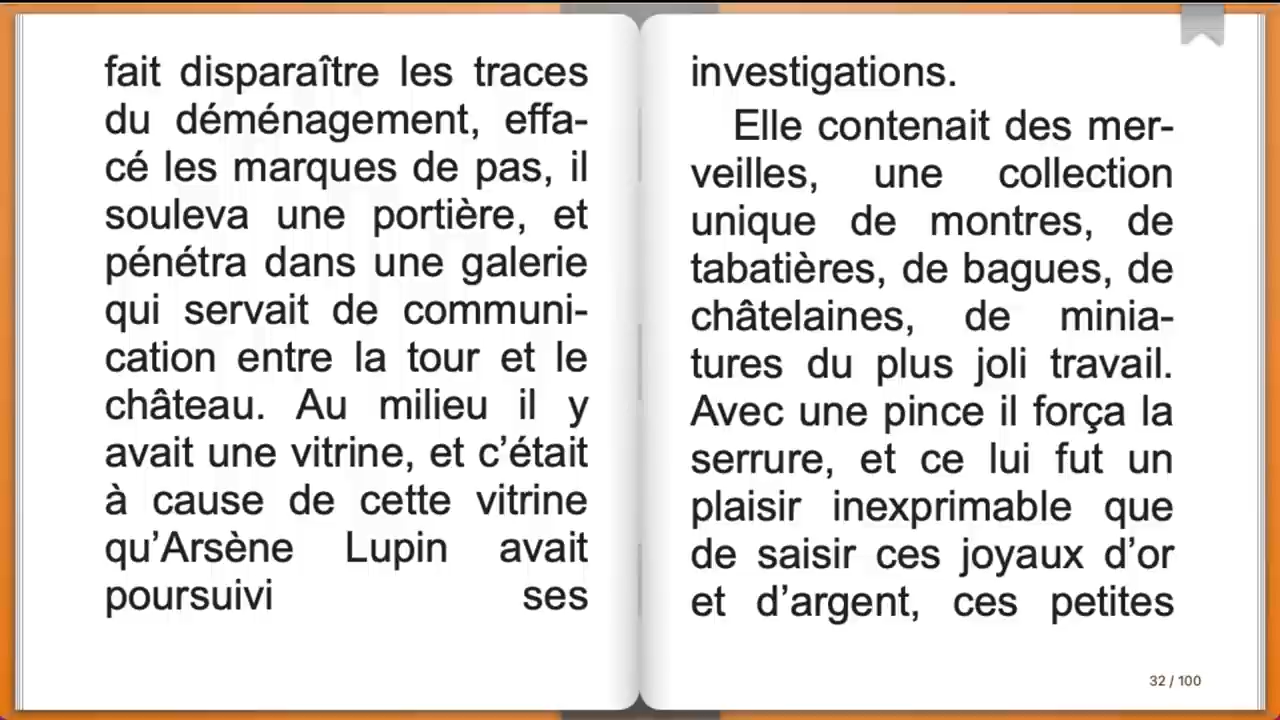 fait disparaître les traces
du déménagement, effa-
cé les marques de pas, il
souleva une portière, et
pénétra dans une galerie
qui servait de communi-
cation entre la tour et le
château. Au milieu il y
avait une vitrine, et c’était
à cause de cette vitrine
qu’Arsène Lupin avait
poursuivi ses
investigations.
Elle contenait des mer-
veilles, une collection
unique de montres, de
tabatières, de bagues, de
châtelaines, de minia-
tures du plus joli travail.
Avec une pince il força la
serrure, et ce lui fut un
plaisir inexprimable que
de saisir ces joyaux d’or
et d’argent, ces petites
32 / 100